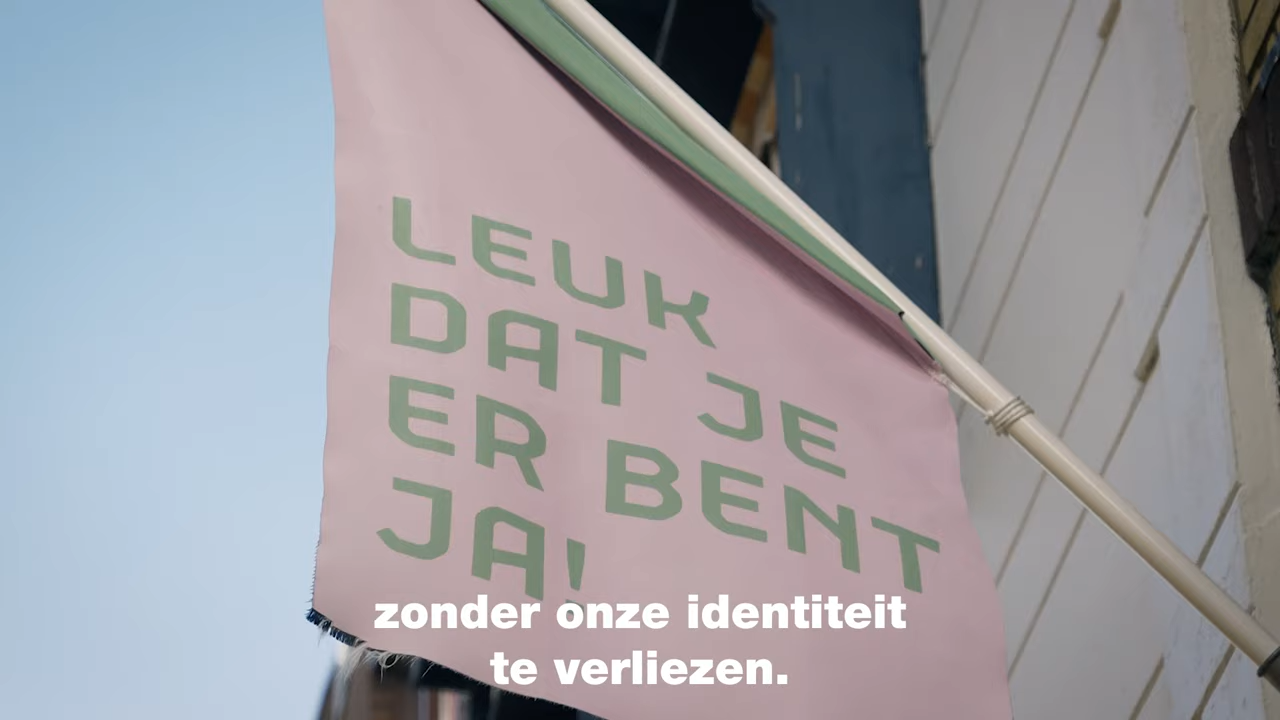 LEUK
DAT JE
ER BENT
JA!
zonder onze identiteit
te verliezen.